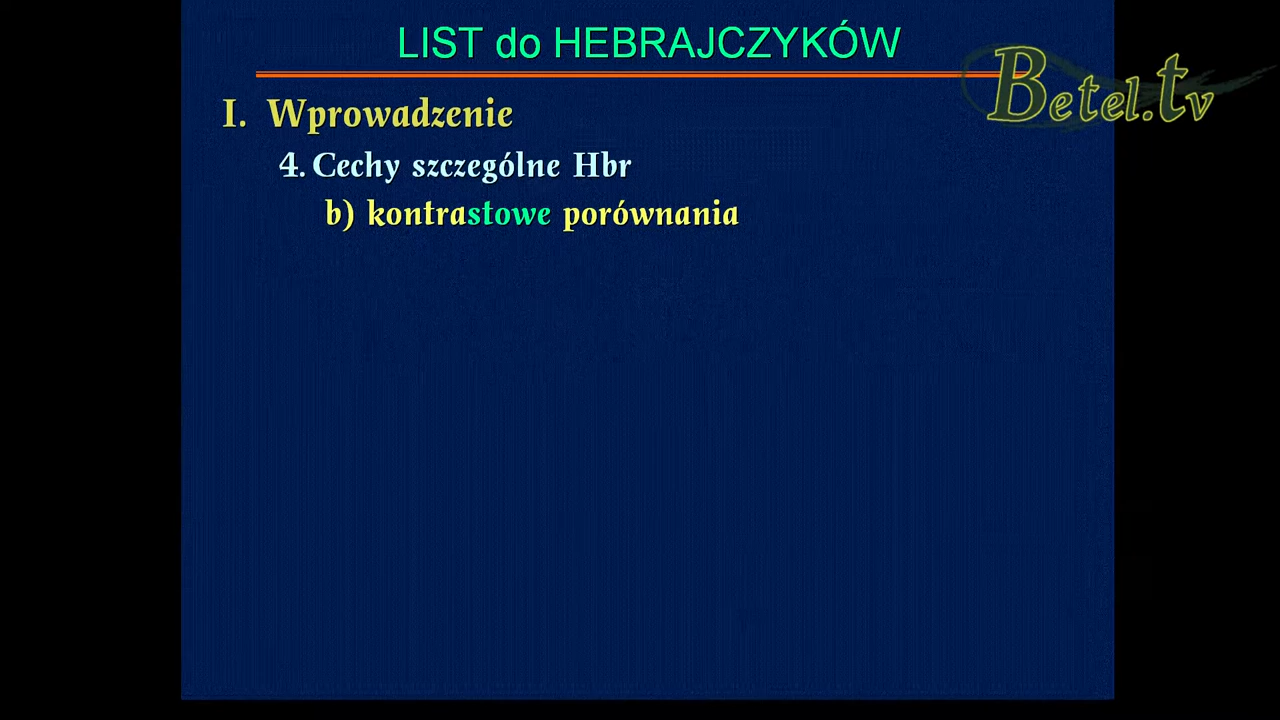 LIST do HEBRAJCZYKÓW
Betel.tv
I. Wprowadzenie
4. Cechy szczególne Hbr
b) kontrastowe porównania